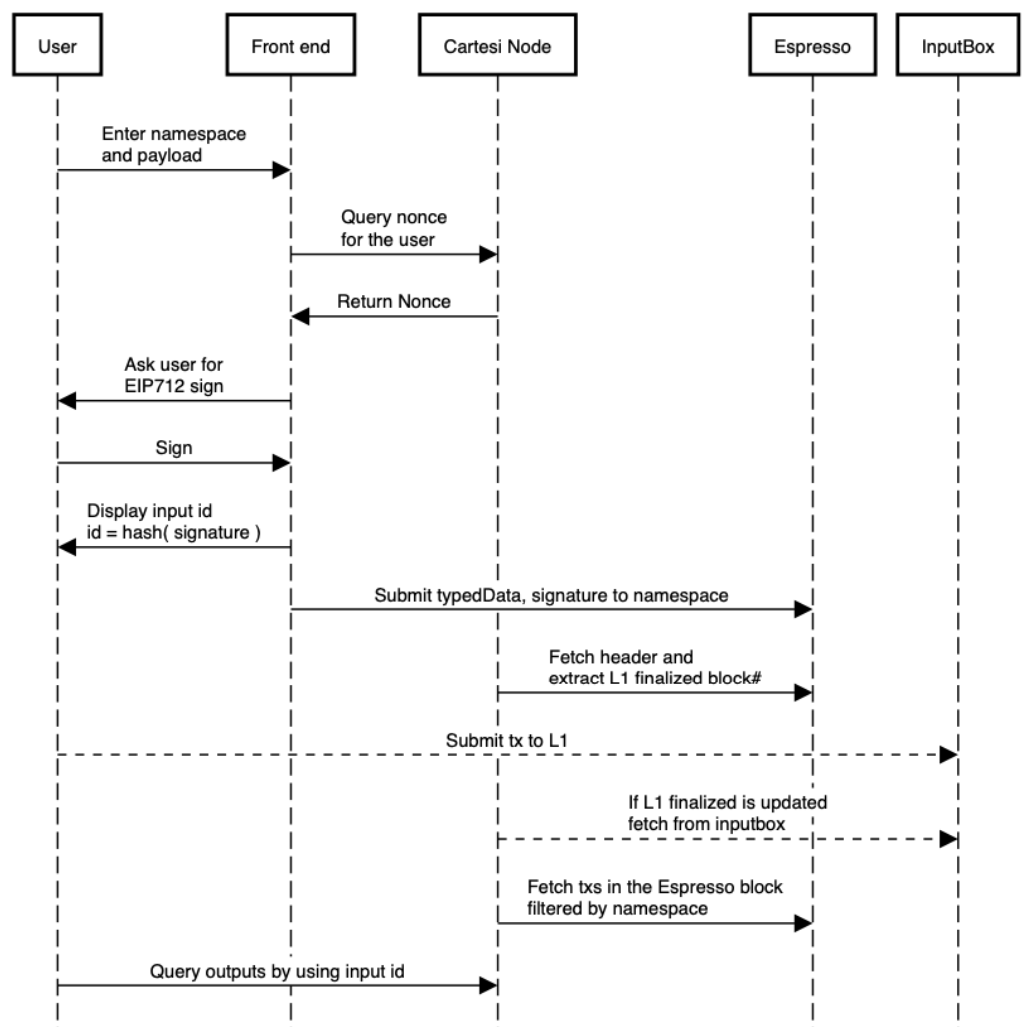 User
Front end
Cartesi Node
Espresso
InputBox
Enter namespace
and payload
Query nonce
for the user
Return Nonce
Ask user for
EIP712 sign
Sign
Display input id
id = hash( signature )
Submit typedData, signature to namespace
Fetch header and
extract L1 finalized block#
Submit tx to L1
If L1 finalized is updated
fetch from inputbox
Fetch txs in the Espresso block
filtered by namespace
Query outputs by using input id